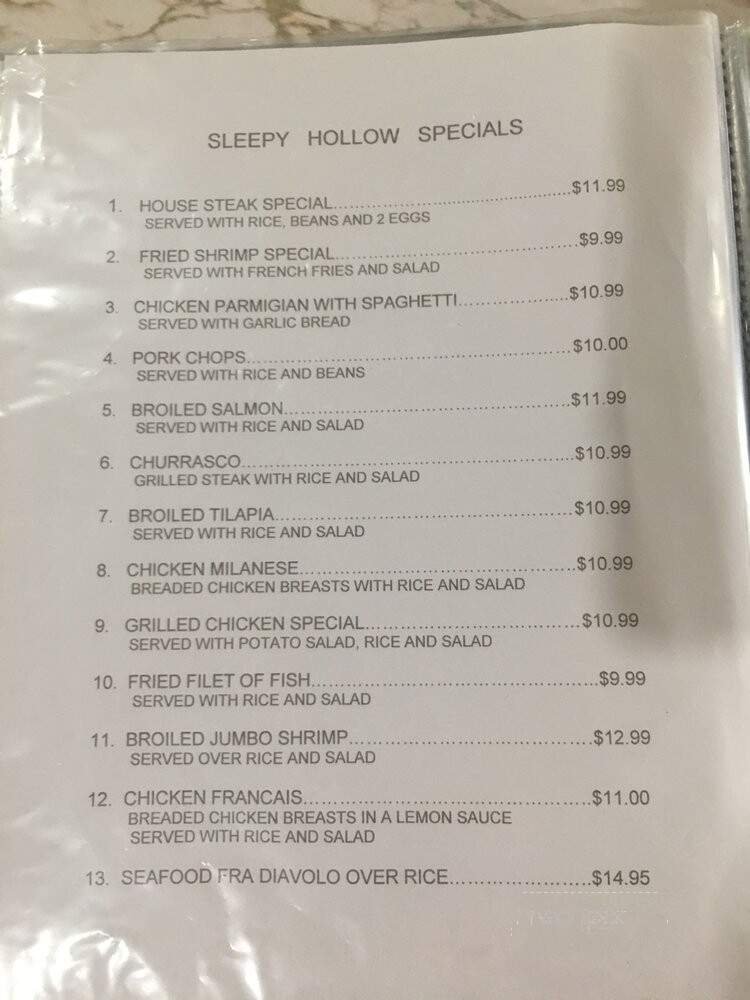 SLEEPY HOLLOW SPECIALS
1. HOUSE STEAK SPECIAL.................................$11.99
SERVED WITH RICE, BEANS AND 2 EGGS
2. FRIED SHRIMP SPECIAL.................................$9.99
SERVED WITH FRENCH FRIES AND SALAD
3. CHICKEN PARMIGIAN WITH SPAGHETTI...............$10.99
SERVED WITH GARLIC BREAD
4. PORK CHOPS.............................................$10.00
SERVED WITH RICE AND BEANS
5. BROILED SALMON........................................$11.99
SERVED WITH RICE AND SALAD
6. CHURRASCO..............................................$10.99
GRILLED STEAK WITH RICE AND SALAD
7. BROILED TILAPIA.........................................$10.99
SERVED WITH RICE AND SALAD
8. CHICKEN MILANESE......................................$10.99
BREADED CHICKEN BREASTS WITH RICE AND SALAD
9. GRILLED CHICKEN SPECIAL..............................$10.99
SERVED WITH POTATO SALAD, RICE AND SALAD
10. FRIED FILET OF FISH.....................................$9.99
SERVED WITH RICE AND SALAD
11. BROILED JUMBO SHRIMP.................................$12.99
SERVED OVER RICE AND SALAD
12. CHICKEN FRANCAIS.......................................$11.00
BREADED CHICKEN BREASTS IN A LEMON SAUCE
SERVED WITH RICE AND SALAD
13. SEAFOOD FRA DIAVOLO OVER RICE....................$14.95